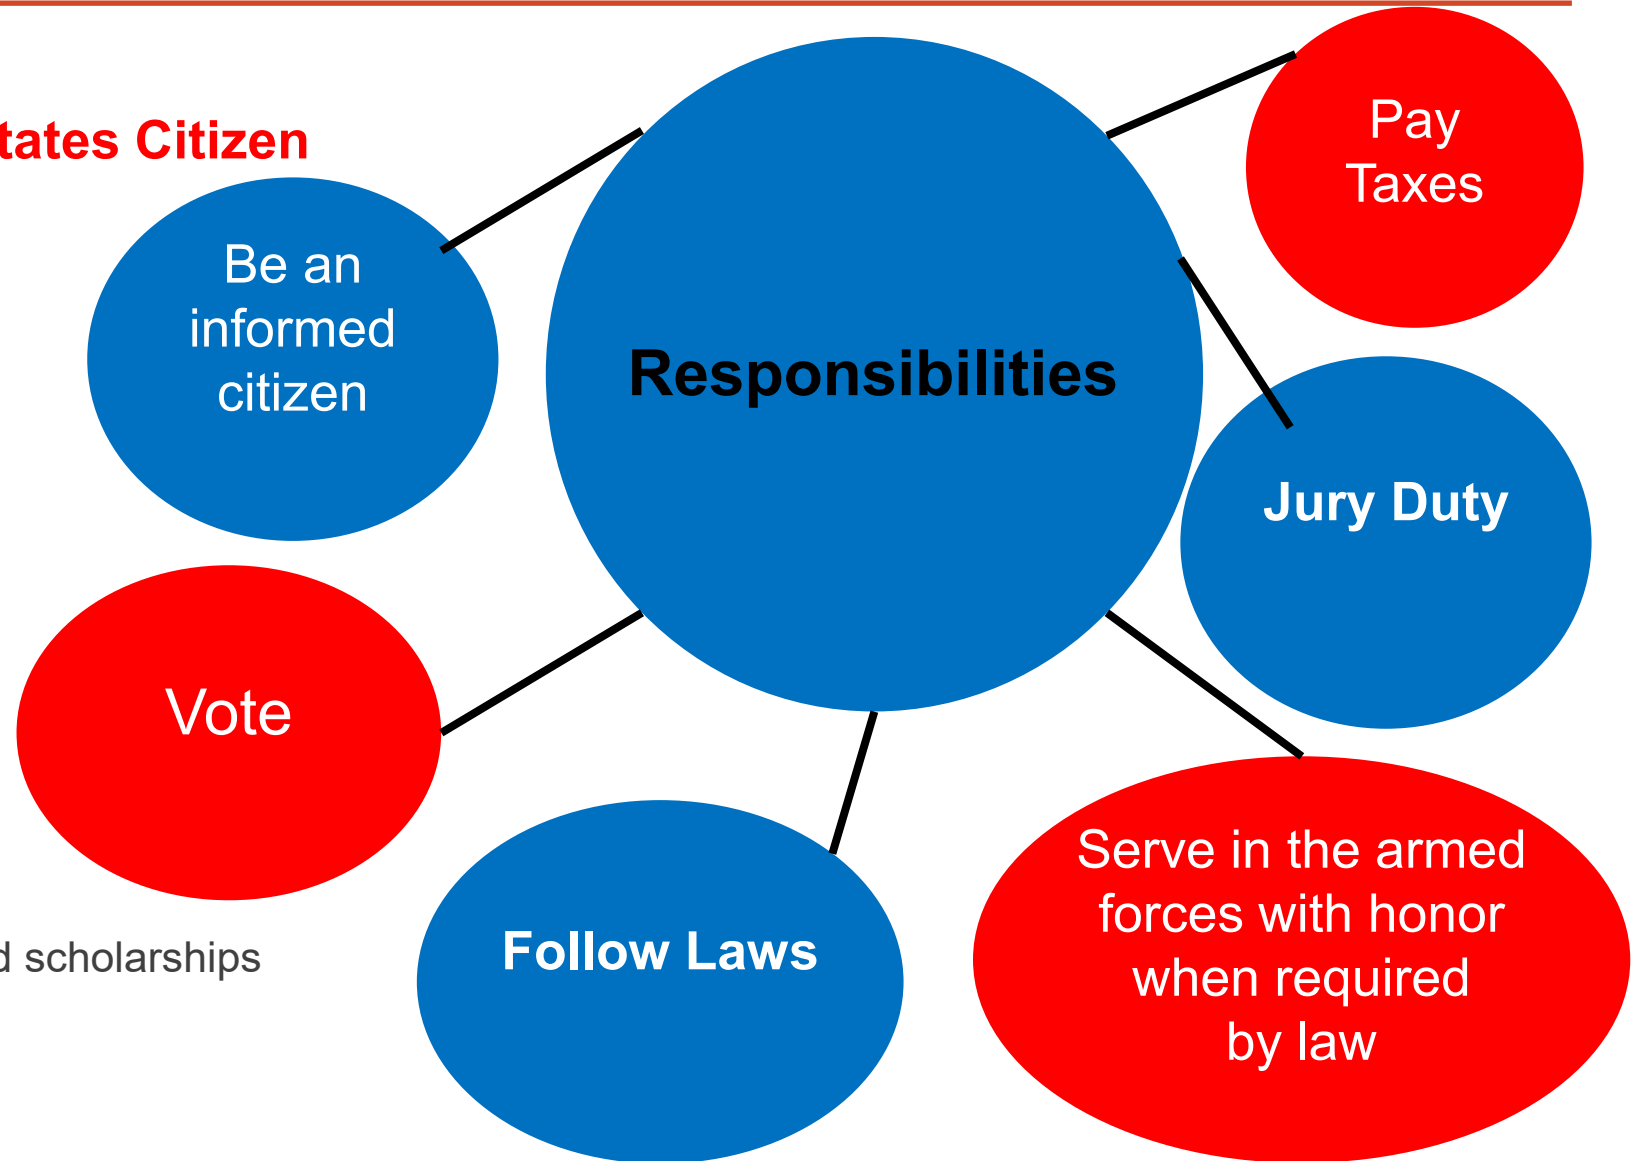 tates Citizen
Pay
Taxes
Be an
informed
citizen
Responsibilities
Jury Duty
Vote
Follow Laws
Serve in the armed
forces with honor
when required
by law
d scholarships